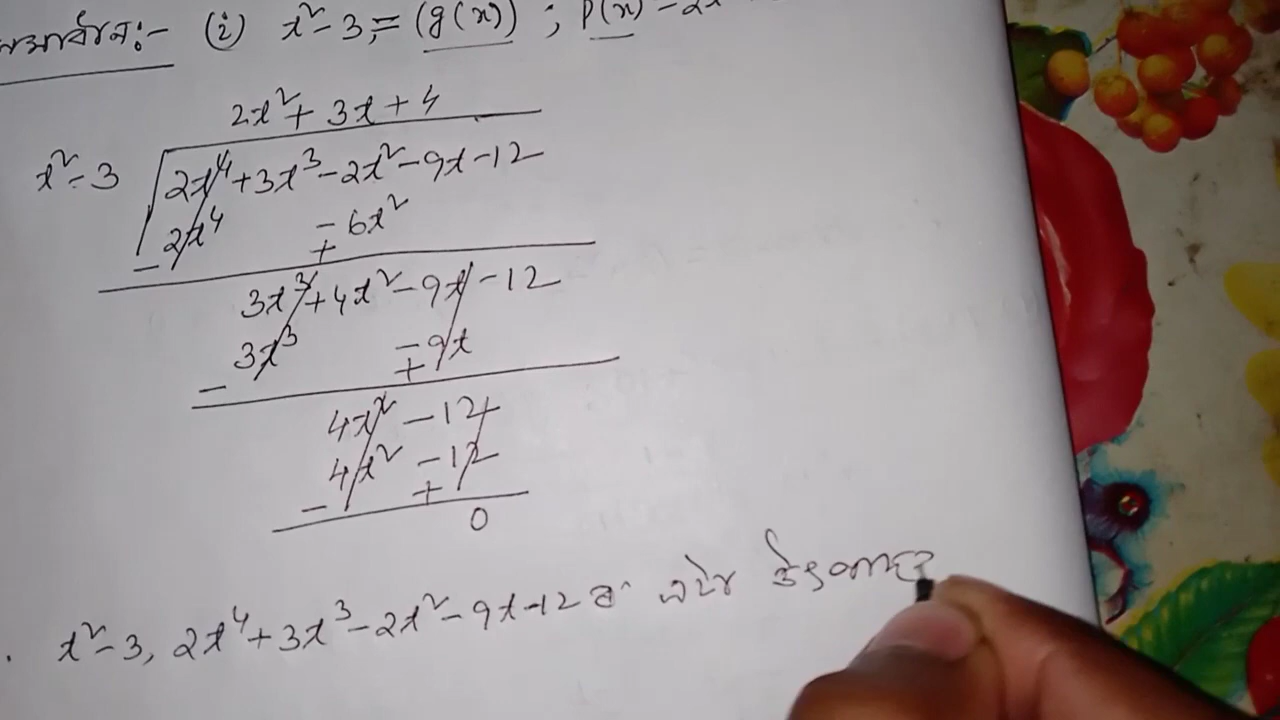 (i) x² - 3, = (g(x)) ; P(x) - 2x
2x² + 3x + 4
x² - 3 2x⁴ + 3x³ - 2x² - 9x - 12
2x⁴ - 6x²
- +
3x³ + 4x² - 9x - 12
3x³ - 9x
- +
4x² - 12
4x² - 12
- +
0
x² - 3, 2x⁴ + 3x³ - 2x² - 9x - 12 ৰ